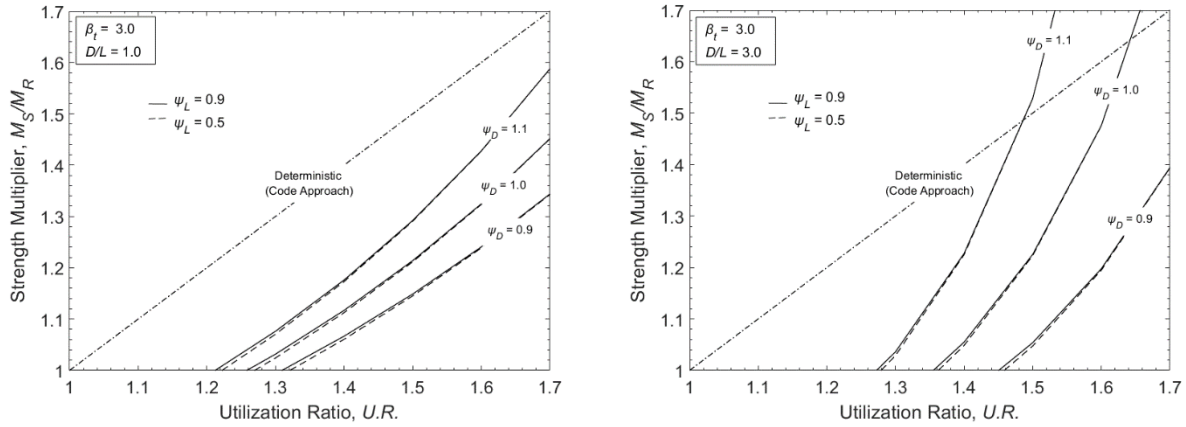 βₜ = 3.0
D/L = 1.0
ψ_L = 0.9
ψ_L = 0.5
Deterministic
(Code Approach)
ψ_D = 1.1
ψ_D = 1.0
ψ_D = 0.9
Strength Multiplier, M_S/M_R
1.7
1.6
1.5
1.4
1.3
1.2
1.1
1
1 1.1 1.2 1.3 1.4 1.5 1.6 1.7
Utilization Ratio, U.R.
βₜ = 3.0
D/L = 3.0
ψ_L = 0.9
ψ_L = 0.5
Deterministic
(Code Approach)
ψ_D = 1.1
ψ_D = 1.0
ψ_D = 0.9
Strength Multiplier, M_S/M_R
1.7
1.6
1.5
1.4
1.3
1.2
1.1
1
1 1.1 1.2 1.3 1.4 1.5 1.6 1.7
Utilization Ratio, U.R.